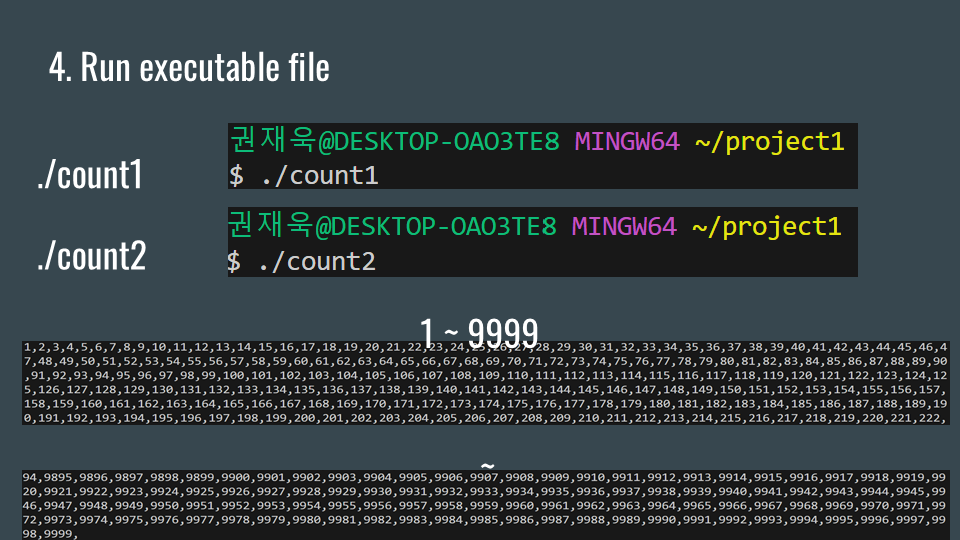 4. Run executable file
./count1
권재욱@DESKTOP-OAO3TE8 MINGW64 ~/project1
$ ./count1
./count2
권재욱@DESKTOP-OAO3TE8 MINGW64 ~/project1
$ ./count2
1 ~ 9999
1,2,3,4,5,6,7,8,9,10,11,12,13,14,15,16,17,18,19,20,21,22,23,24,25,26,27,28,29,30,31,32,33,34,35,36,37,38,39,40,41,42,43,44,45,46,4
7,48,49,50,51,52,53,54,55,56,57,58,59,60,61,62,63,64,65,66,67,68,69,70,71,72,73,74,75,76,77,78,79,80,81,82,83,84,85,86,87,88,89,90
,91,92,93,94,95,96,97,98,99,100,101,102,103,104,105,106,107,108,109,110,111,112,113,114,115,116,117,118,119,120,121,122,123,124,12
5,126,127,128,129,130,131,132,133,134,135,136,137,138,139,140,141,142,143,144,145,146,147,148,149,150,151,152,153,154,155,156,157,
158,159,160,161,162,163,164,165,166,167,168,169,170,171,172,173,174,175,176,177,178,179,180,181,182,183,184,185,186,187,188,189,19
0,191,192,193,194,195,196,197,198,199,200,201,202,203,204,205,206,207,208,209,210,211,212,213,214,215,216,217,218,219,220,221,222,
~
94,9895,9896,9897,9898,9899,9900,9901,9902,9903,9904,9905,9906,9907,9908,9909,9910,9911,9912,9913,9914,9915,9916,9917,9918,9919,99
20,9921,9922,9923,9924,9925,9926,9927,9928,9929,9930,9931,9932,9933,9934,9935,9936,9937,9938,9939,9940,9941,9942,9943,9944,9945,99
46,9947,9948,9949,9950,9951,9952,9953,9954,9955,9956,9957,9958,9959,9960,9961,9962,9963,9964,9965,9966,9967,9968,9969,9970,9971,99
72,9973,9974,9975,9976,9977,9978,9979,9980,9981,9982,9983,9984,9985,9986,9987,9988,9989,9990,9991,9992,9993,9994,9995,9996,9997,99
98,9999,